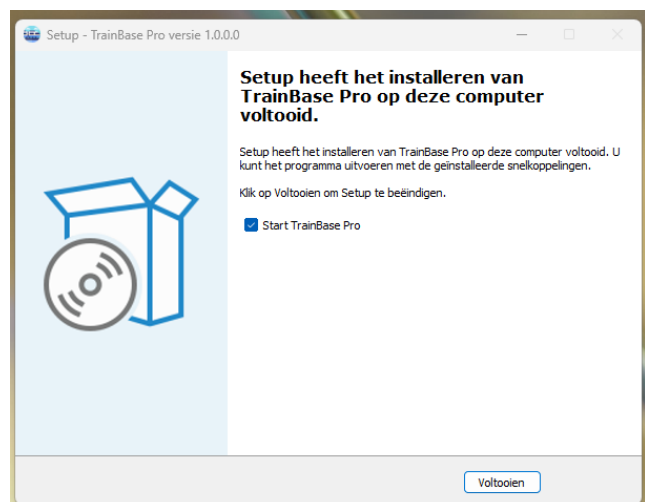 Setup - TrainBase Pro versie 1.0.0.0
Setup heeft het installeren van
TrainBase Pro op deze computer
voltooid.
Setup heeft het installeren van TrainBase Pro op deze computer voltooid. U
kunt het programma uitvoeren met de geïnstalleerde snelkoppelingen.
Klik op Voltooien om Setup te beëindigen.
Start TrainBase Pro
Voltooien